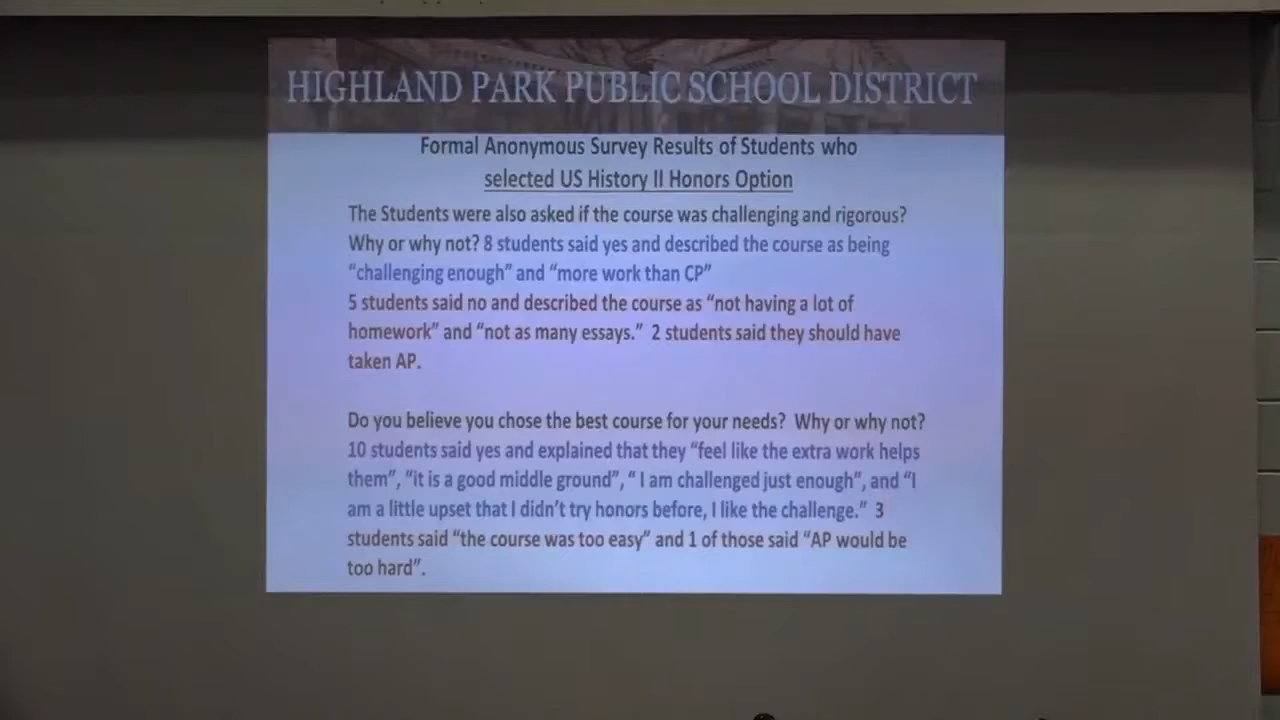 HIGHLAND PARK PUBLIC SCHOOL DISTRICT
Formal Anonymous Survey Results of Students who
selected US History II Honors Option
The Students were also asked if the course was challenging and rigorous?
Why or why not? 8 students said yes and described the course as being
“challenging enough” and “more work than CP”
5 students said no and described the course as “not having a lot of
homework” and “not as many essays.” 2 students said they should have
taken AP.
Do you believe you chose the best course for your needs? Why or why not?
10 students said yes and explained that they “feel like the extra work helps
them”, “it is a good middle ground”, “ I am challenged just enough”, and “I
am a little upset that I didn’t try honors before, I like the challenge.” 3
students said “the course was too easy” and 1 of those said “AP would be
too hard”.